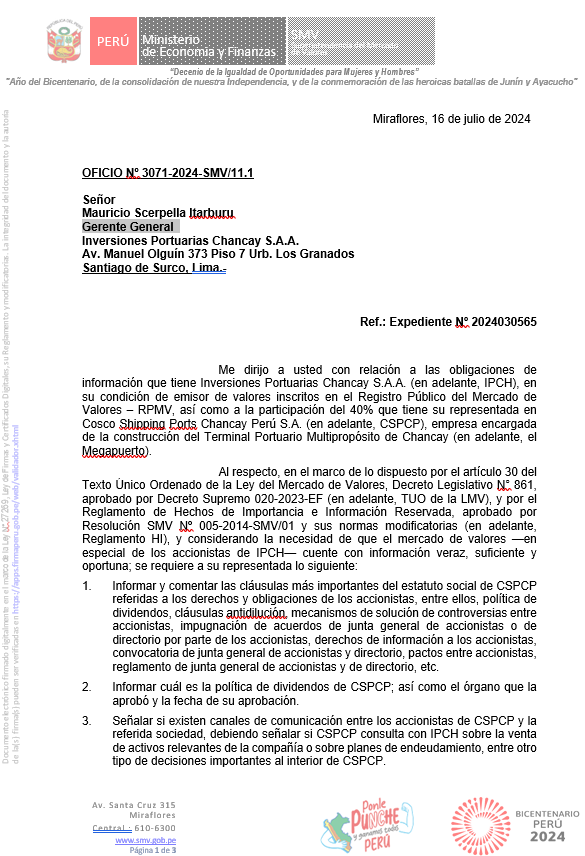 PERÚ
Ministerio
de Economía y Finanzas
SMV
Superintendencia del Mercado
de Valores
"Decenio de la Igualdad de Oportunidades para Mujeres y Hombres"
"Año del Bicentenario, de la consolidación de nuestra Independencia, y de la conmemoración de las heroicas batallas de Junín y Ayacucho"
Miraflores, 16 de julio de 2024
OFICIO Nº 3071-2024-SMV/11.1
Señor
Mauricio Scerpella Itarburu
Gerente General
Inversiones Portuarias Chancay S.A.A.
Av. Manuel Olguín 373 Piso 7 Urb. Los Granados
Santiago de Surco, Lima.-
Ref.: Expediente Nº 2024030565
Me dirijo a usted con relación a las obligaciones de
información que tiene Inversiones Portuarias Chancay S.A.A. (en adelante, IPCH), en
su condición de emisor de valores inscritos en el Registro Público del Mercado de
Valores – RPMV, así como a la participación del 40% que tiene su representada en
Cosco Shipping Ports Chancay Perú S.A. (en adelante, CSPCP), empresa encargada
de la construcción del Terminal Portuario Multipropósito de Chancay (en adelante, el
Megapuerto).
Al respecto, en el marco de lo dispuesto por el artículo 30 del
Texto Único Ordenado de la Ley del Mercado de Valores, Decreto Legislativo Nº 861,
aprobado por Decreto Supremo 020-2023-EF (en adelante, TUO de la LMV), y por el
Reglamento de Hechos de Importancia e Información Reservada, aprobado por
Resolución SMV Nº 005-2014-SMV/01 y sus normas modificatorias (en adelante,
Reglamento HI), y considerando la necesidad de que el mercado de valores —en
especial de los accionistas de IPCH— cuente con información veraz, suficiente y
oportuna; se requiere a su representada lo siguiente:
1. Informar y comentar las cláusulas más importantes del estatuto social de CSPCP
referidas a los derechos y obligaciones de los accionistas, entre ellos, política de
dividendos, cláusulas antidilución, mecanismos de solución de controversias entre
accionistas, impugnación de acuerdos de junta general de accionistas o de
directorio por parte de los accionistas, derechos de información a los accionistas,
convocatoria de junta general de accionistas y directorio, pactos entre accionistas,
reglamento de junta general de accionistas y de directorio, etc.
2. Informar cuál es la política de dividendos de CSPCP; así como el órgano que la
aprobó y la fecha de su aprobación.
3. Señalar si existen canales de comunicación entre los accionistas de CSPCP y la
referida sociedad, debiendo señalar si CSPCP consulta con IPCH sobre la venta
de activos relevantes de la compañía o sobre planes de endeudamiento, entre otro
tipo de decisiones importantes al interior de CSPCP.
Documento electrónico firmado digitalmente en el marco de la Ley N° 27269, Ley de Firmas y Certificados Digitales, su Reglamento y modificatorias. La integridad del documento y la autoría
de la(s) firma(s) pueden ser verificadas en https://apps.firmaperu.gob.pe/web/validador.xhtml
Av. Santa Cruz 315
Miraflores
Central : 610-6300
www.smv.gob.pe
Página 1 de 3
Ponle
PUNCHE
y ganamos todo
PERÚ
BICENTENARIO
PERÚ
2024